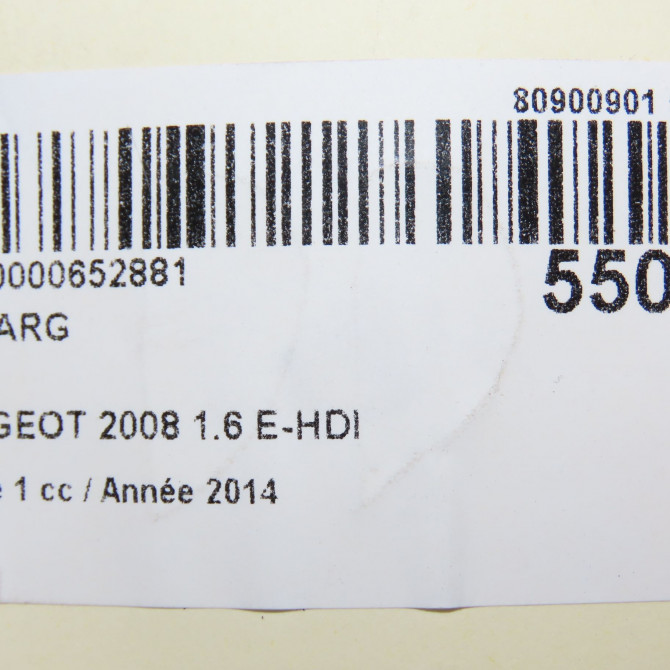 80900901
0000652881
550
ARG
GEOT 2008 1.6 E-HDI
e 1 cc / Année 2014